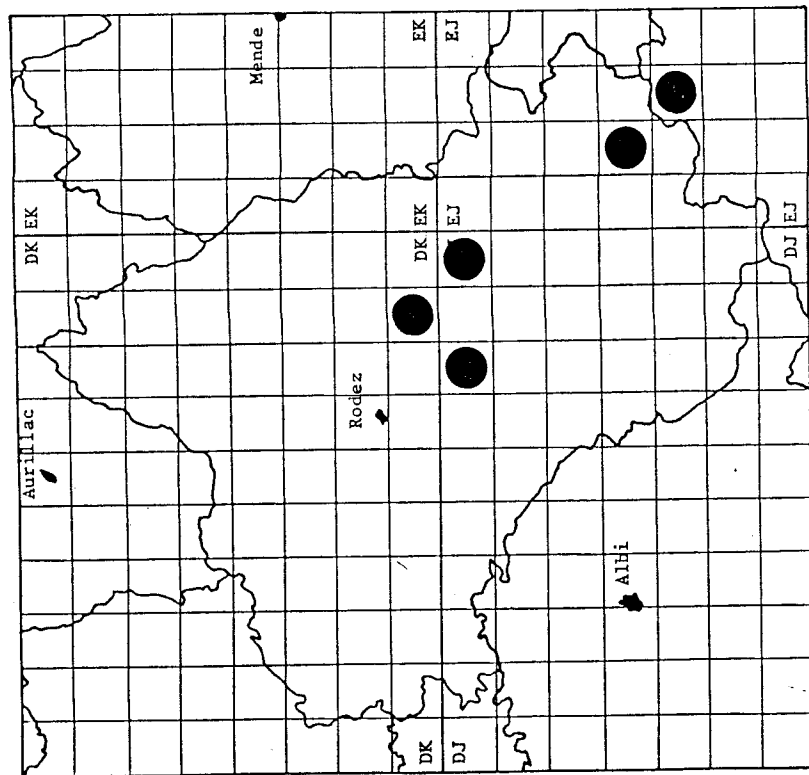 Aurillac
DK EK
Mende
Rodez
DK
DK EK
EK
DJ
EJ
EJ
Albi
DJ EJ